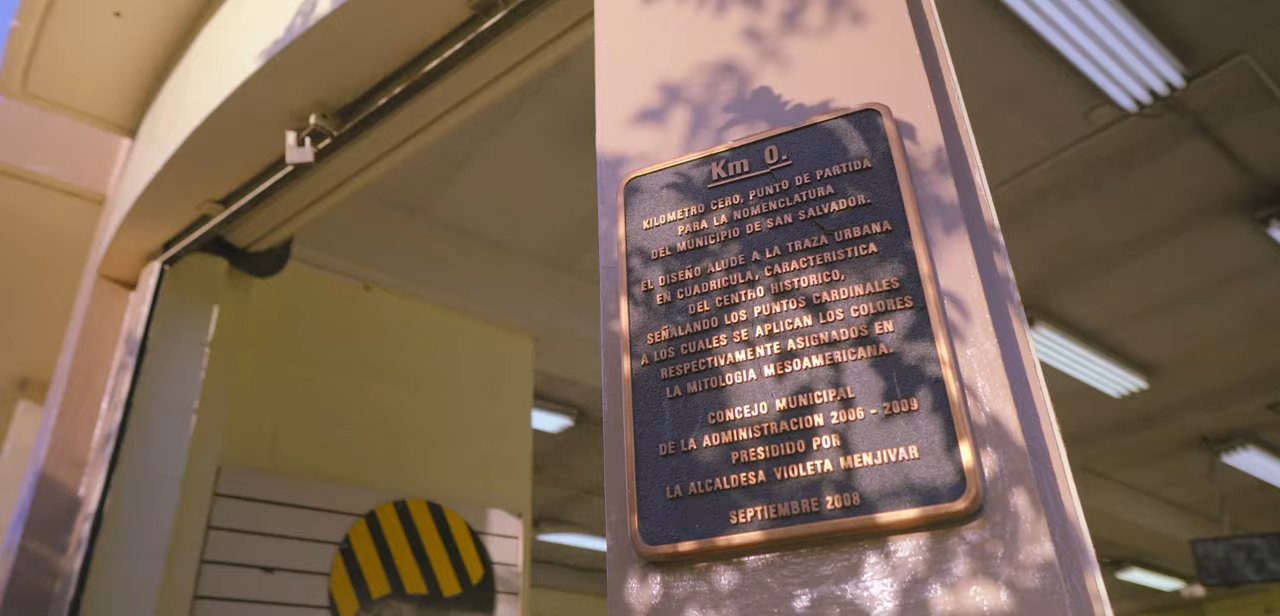 Km 0.
KILOMETRO CERO, PUNTO DE PARTIDA
PARA LA NOMENCLATURA
DEL MUNICIPIO DE SAN SALVADOR.
EL DISEÑO ALUDE A LA TRAZA URBANA
EN CUADRICULA, CARACTERISTICA
DEL CENTRO HISTORICO,
SEÑALANDO LOS PUNTOS CARDINALES
A LOS CUALES SE APLICAN LOS COLORES
RESPECTIVAMENTE ASIGNADOS EN
LA MITOLOGIA MESOAMERICANA.
CONCEJO MUNICIPAL
DE LA ADMINISTRACION 2006 - 2009
PRESIDIDO POR
LA ALCALDESA VIOLETA MENJIVAR
SEPTIEMBRE 2008